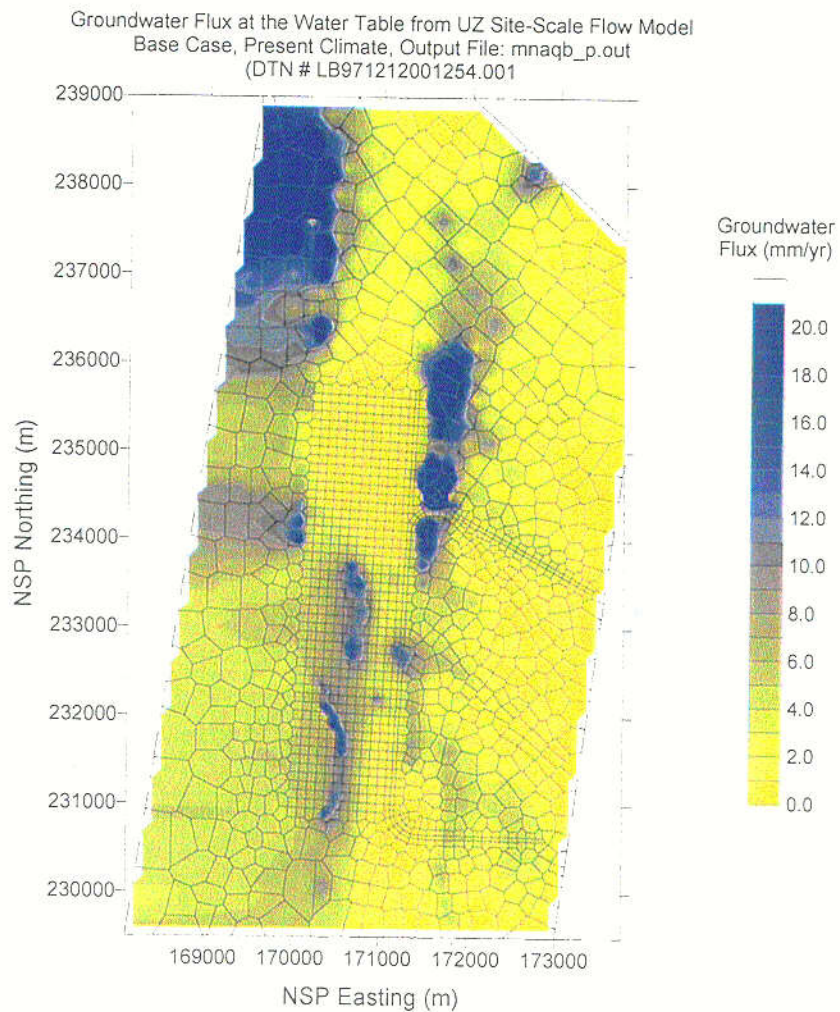 Groundwater Flux at the Water Table from UZ Site-Scale Flow Model
Base Case, Present Climate, Output File: mnaqb_p.out
(DTN # LB971212001254.001
239000
238000
237000
236000
235000
234000
233000
232000
231000
230000
NSP Northing (m)
169000 170000 171000 172000 173000
NSP Easting (m)
Groundwater
Flux (mm/yr)
20.0
18.0
16.0
14.0
12.0
10.0
8.0
6.0
4.0
2.0
0.0